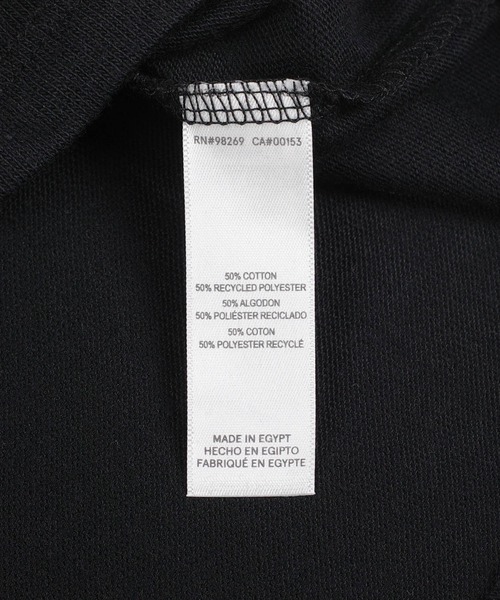 RN#98269 CA#00153
50% COTTON
50% RECYCLED POLYESTER
50% ALGODON
50% POLIÉSTER RECICLADO
50% COTON
50% POLYESTER RECYCLÉ
MADE IN EGYPT
HECHO EN EGIPTO
FABRIQUÉ EN EGYPTE